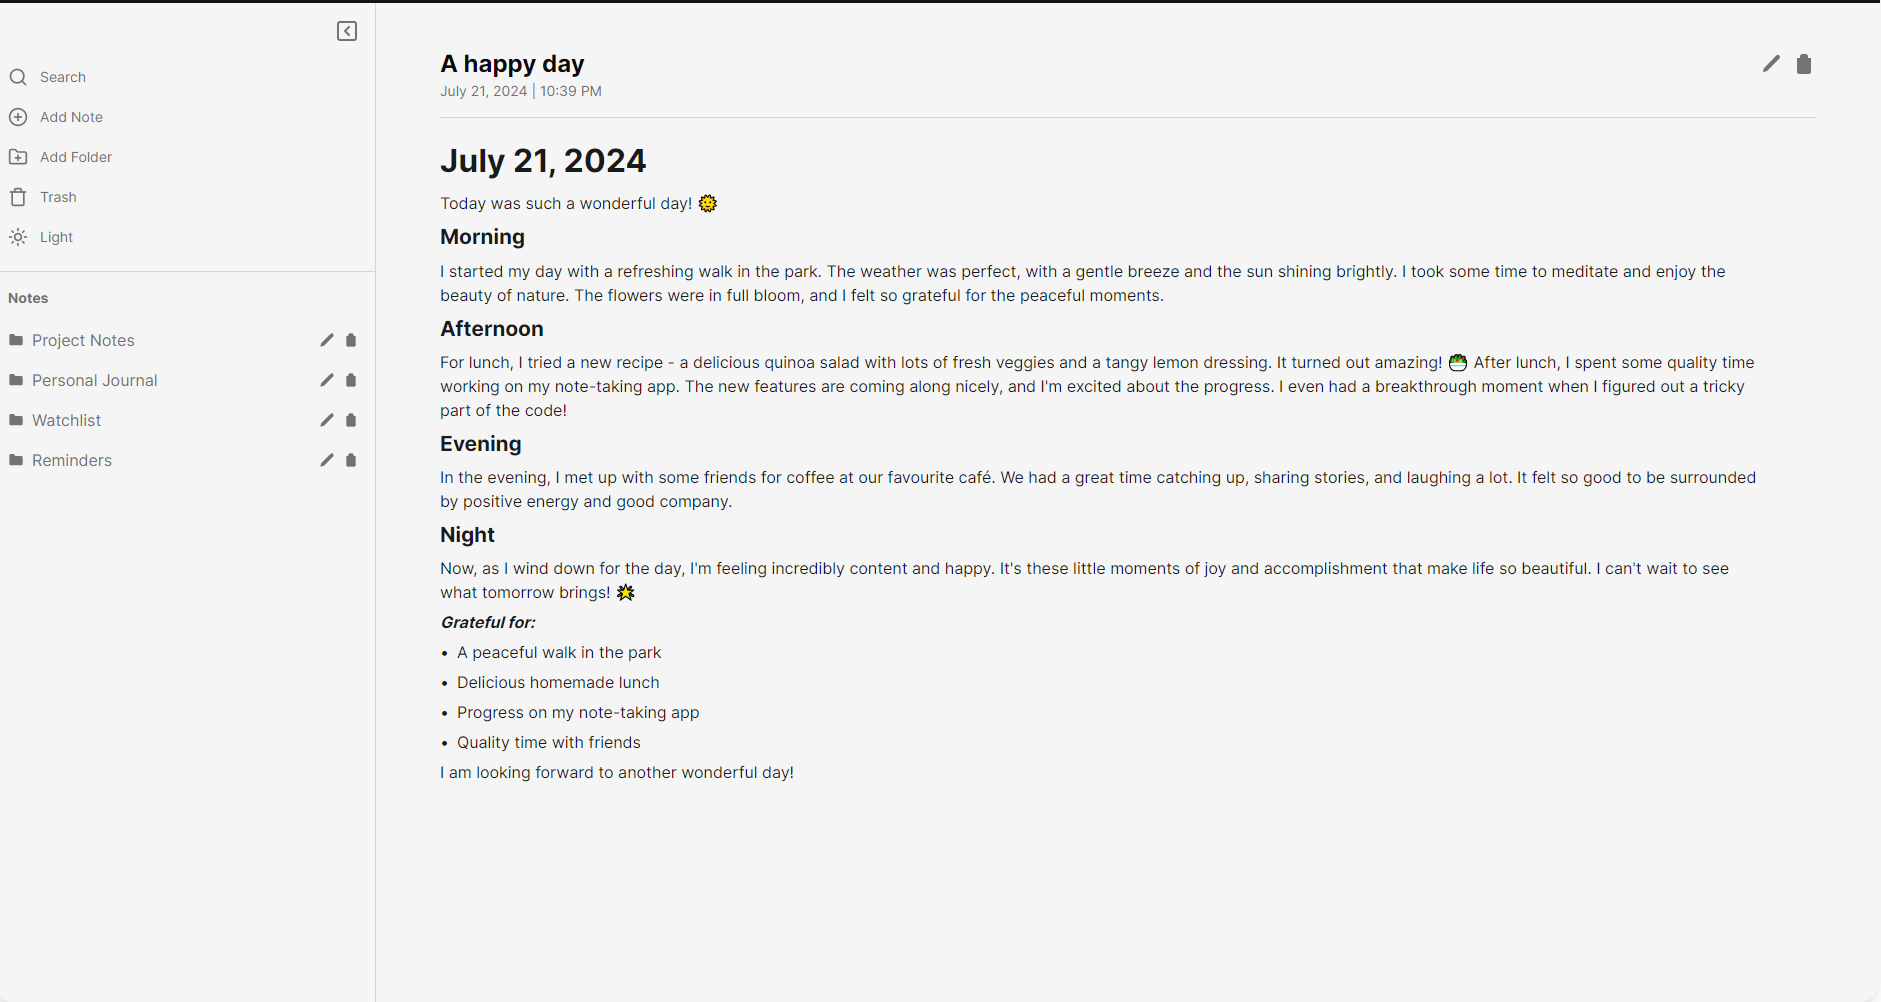 Search
Add Note
Add Folder
Trash
Light
Notes
Project Notes
Personal Journal
Watchlist
Reminders
A happy day
July 21, 2024 | 10:39 PM
July 21, 2024
Today was such a wonderful day! 🌞
Morning
I started my day with a refreshing walk in the park. The weather was perfect, with a gentle breeze and the sun shining brightly. I took some time to meditate and enjoy the
beauty of nature. The flowers were in full bloom, and I felt so grateful for the peaceful moments.
Afternoon
For lunch, I tried a new recipe - a delicious quinoa salad with lots of fresh veggies and a tangy lemon dressing. It turned out amazing! 🥗 After lunch, I spent some quality time
working on my note-taking app. The new features are coming along nicely, and I'm excited about the progress. I even had a breakthrough moment when I figured out a tricky
part of the code!
Evening
In the evening, I met up with some friends for coffee at our favourite café. We had a great time catching up, sharing stories, and laughing a lot. It felt so good to be surrounded
by positive energy and good company.
Night
Now, as I wind down for the day, I'm feeling incredibly content and happy. It's these little moments of joy and accomplishment that make life so beautiful. I can't wait to see
what tomorrow brings! 🌟
Grateful for:
• A peaceful walk in the park
• Delicious homemade lunch
• Progress on my note-taking app
• Quality time with friends
I am looking forward to another wonderful day!